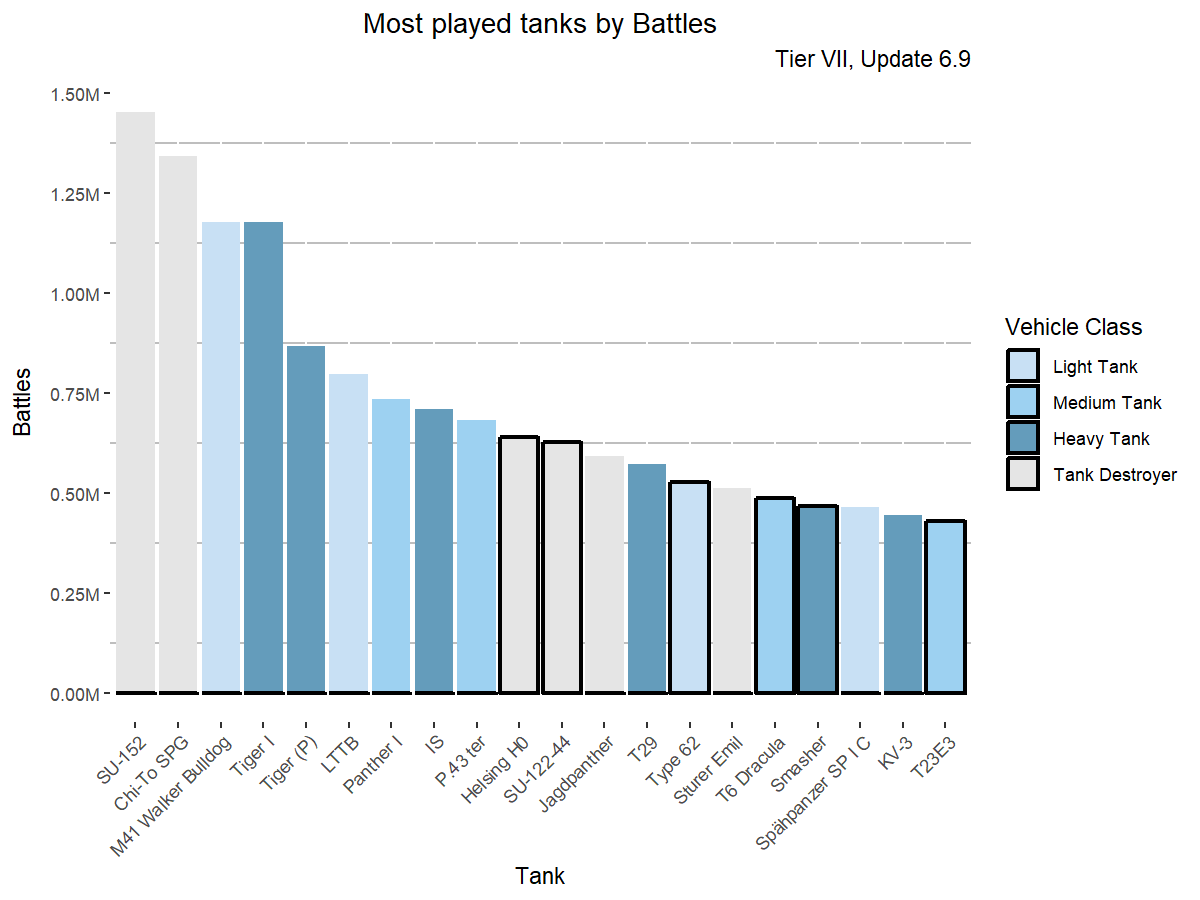 Most played tanks by Battles
Tier VII, Update 6.9
Battles
1.50M
1.25M
1.00M
0.75M
0.50M
0.25M
0.00M
SU-152
Chi-To SPG
M41 Walker Bulldog
Tiger I
Tiger (P)
LTTB
Panther I
IS
P.43 ter
Helsing H0
SU-122-44
Jagdpanther
T29
Type 62
Sturer Emil
T6 Dracula
Smasher
Spähpanzer SP I C
KV-3
T23E3
Tank
Vehicle Class
Light Tank
Medium Tank
Heavy Tank
Tank Destroyer